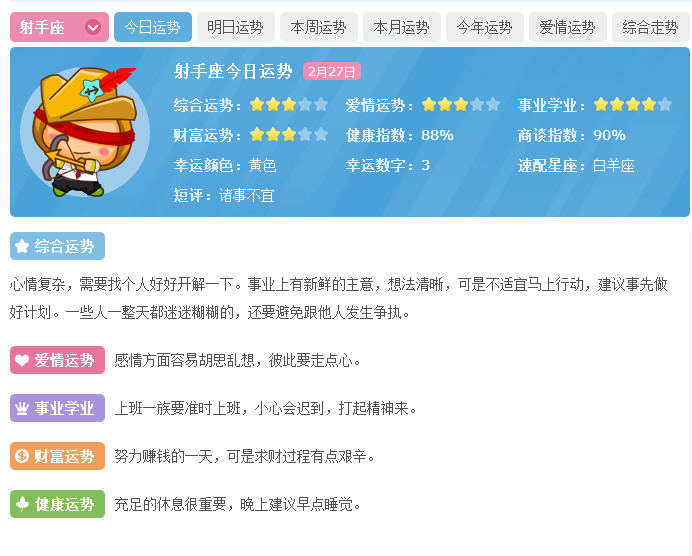 射手座 今日运势 明日运势 本周运势 本月运势 今年运势 爱情运势 综合走势
射手座今日运势 2月27日
综合运势： 爱情运势： 事业学业：
财富运势： 健康指数：88% 商谈指数：90%
幸运颜色：黄色 幸运数字：3 速配星座：白羊座
短评：诸事不宜
综合运势
心情复杂，需要找个人好好开解一下。事业上有新鲜的主意，想法清晰，可是不适宜马上行动，建议事先做
好计划。一些人一整天都迷迷糊糊的，还要避免跟他人发生争执。
爱情运势 感情方面容易胡思乱想，彼此要走点心。
事业学业 上班一族要准时上班，小心会迟到，打起精神来。
财富运势 努力赚钱的一天，可是求财过程有点艰辛。
健康运势 充足的休息很重要，晚上建议早点睡觉。